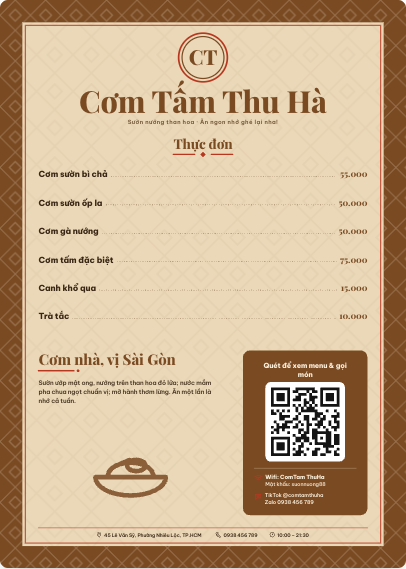 CT
Cơm Tấm Thu Hà
Sườn nướng than hoa · Ăn ngon nhớ ghé lại nha!
Thực đơn
Cơm sườn bì chả 55.000
Cơm sườn ốp la 50.000
Cơm gà nướng 50.000
Cơm tấm đặc biệt 75.000
Canh khổ qua 15.000
Trà tắc 10.000
Cơm nhà, vị Sài Gòn
Sườn ướp mật ong, nướng trên than hoa đỏ lửa; nước mắm
pha chua ngọt chuẩn vị; mỡ hành thơm lừng. Ăn một lần là
nhớ cả tuần.
Quét để xem menu & gọi
món
Wifi: ComTam ThuHa
Mật khẩu: suonnuong88
TikTok @comtamthuha
Zalo 0938 456 789
45 Lê Văn Sỹ, Phường Nhiêu Lộc, TP.HCM 0938 456 789 10:00 – 21:30